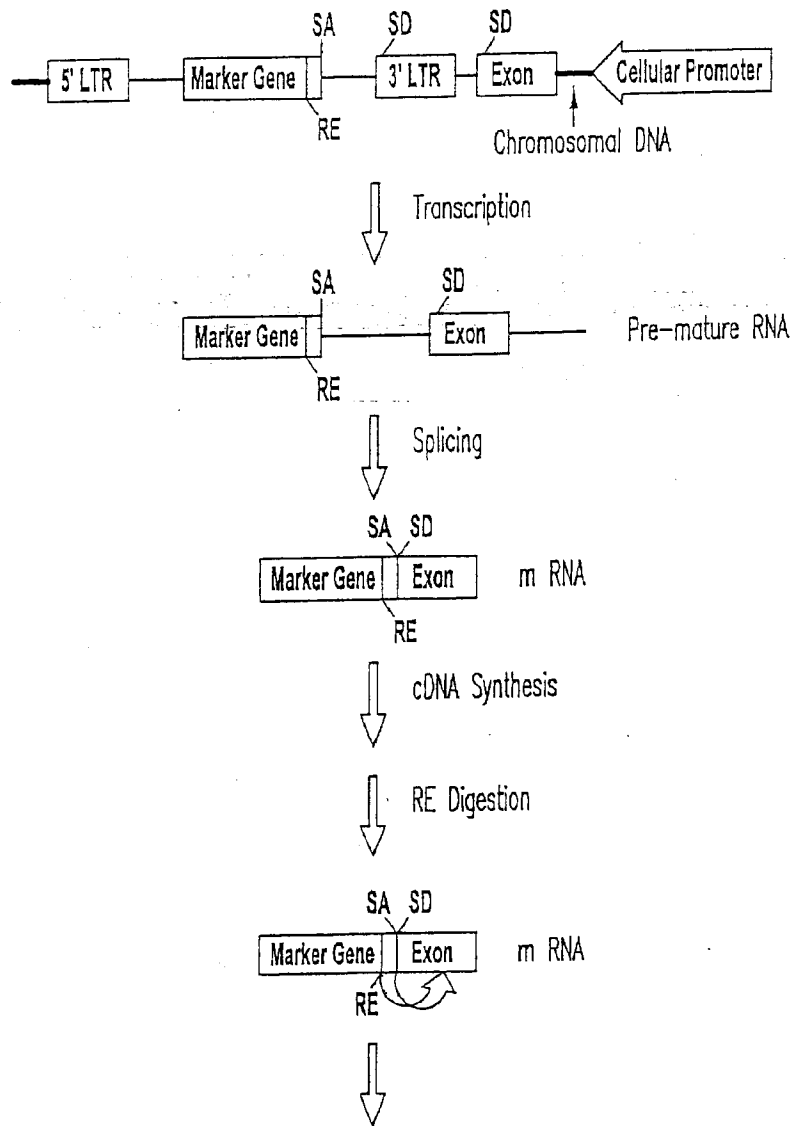 SA SD SD
5' LTR Marker Gene 3' LTR Exon Cellular Promoter
RE
Chromosomal DNA
Transcription
SA SD
Marker Gene Exon Pre-mature RNA
RE
Splicing
SA SD
Marker Gene Exon m RNA
RE
cDNA Synthesis
RE Digestion
SA SD
Marker Gene Exon m RNA
RE